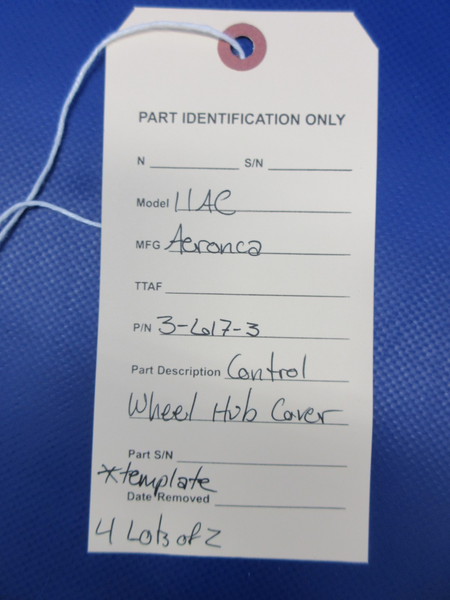 PART IDENTIFICATION ONLY
N S/N
Model 11AC
MFG Aeronca
TTAF
P/N 3-617-3
Part Description Control
Wheel Hub Cover
Part S/N
*template
Date Removed
4 Lots of 2